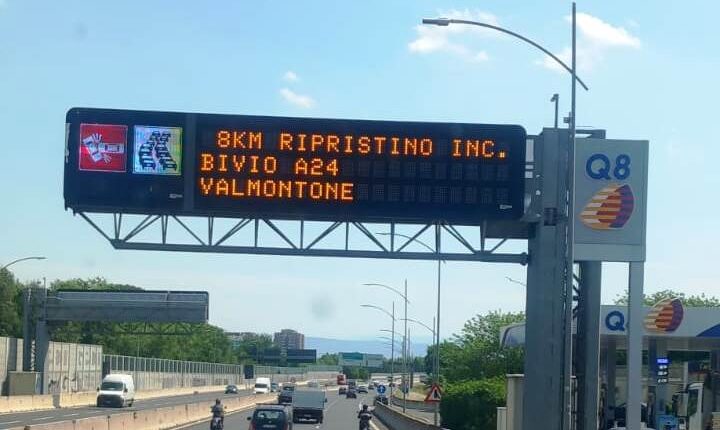 8KM RIPRISTINO INC.
BIVIO A24
VALMONTONE
Q8
Q8